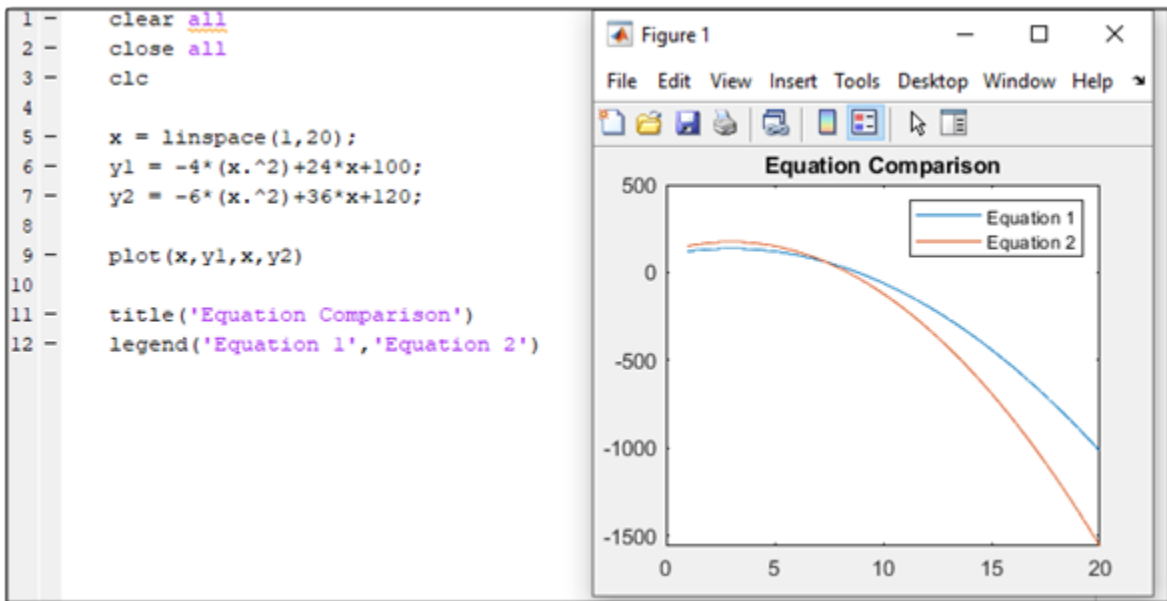 1 - clear all
2 - close all
3 - clc
4
5 - x = linspace(1,20);
6 - y1 = -4*(x.^2)+24*x+100;
7 - y2 = -6*(x.^2)+36*x+120;
8
9 - plot(x,y1,x,y2)
10
11 - title('Equation Comparison')
12 - legend('Equation 1','Equation 2')
Figure 1
File Edit View Insert Tools Desktop Window Help
Equation Comparison
500
Equation 1
Equation 2
0
-500
-1000
-1500
0 5 10 15 20